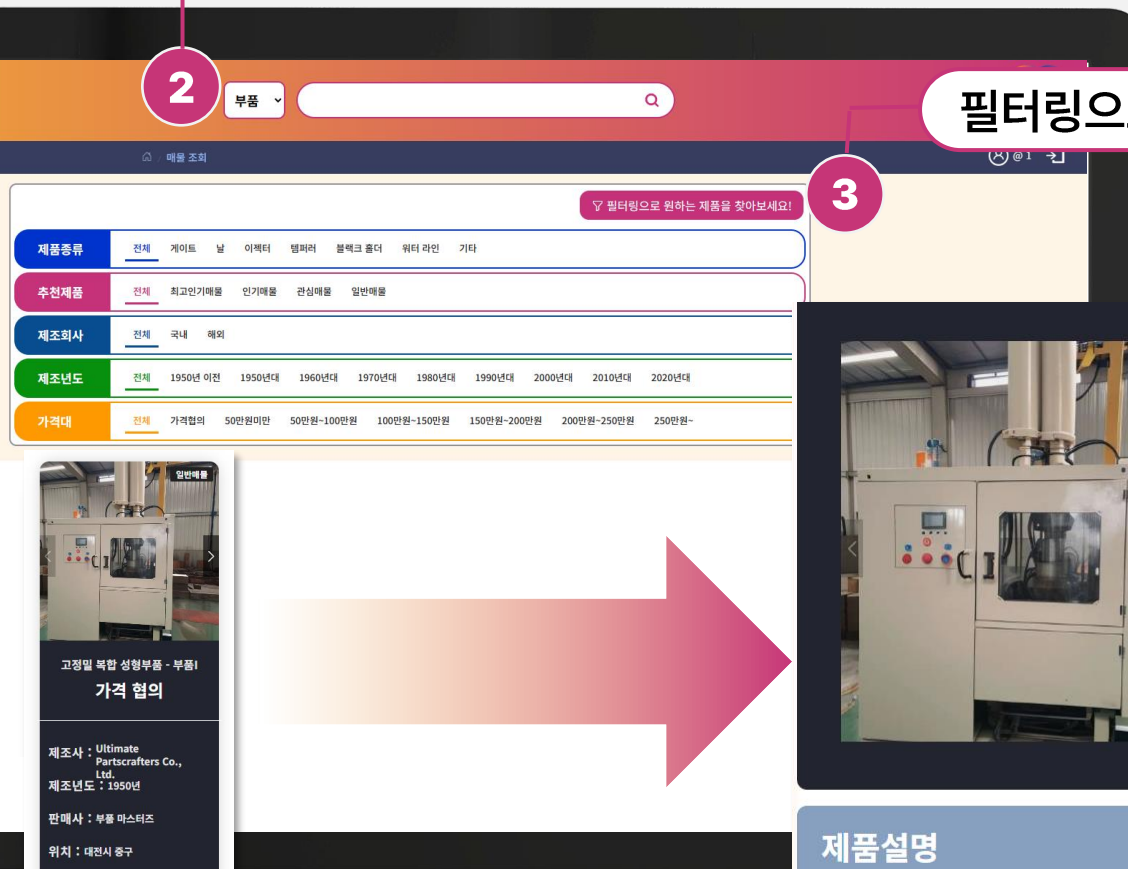 2
부품
필터링으
매물 조회
@ 1
3
필터링으로 원하는 제품을 찾아보세요!
제품종류 전체 게이트 날 이젝터 템퍼러 블랙크 홀더 워터 라인 기타
추천제품 전체 최고인기매물 인기매물 관심매물 일반매물
제조회사 전체 국내 해외
제조년도 전체 1950년 이전 1950년대 1960년대 1970년대 1980년대 1990년대 2000년대 2010년대 2020년대
가격대 전체 가격협의 50만원미만 50만원~100만원 100만원~150만원 150만원~200만원 200만원~250만원 250만원~
일반매물
고정밀 복합 성형부품 - 부품I
가격 협의
제조사 : Ultimate
Partscrafters Co.,
Ltd.
제조년도 : 1950년
판매사 : 부품 마스터즈
위치 : 대전시 중구
제품설명